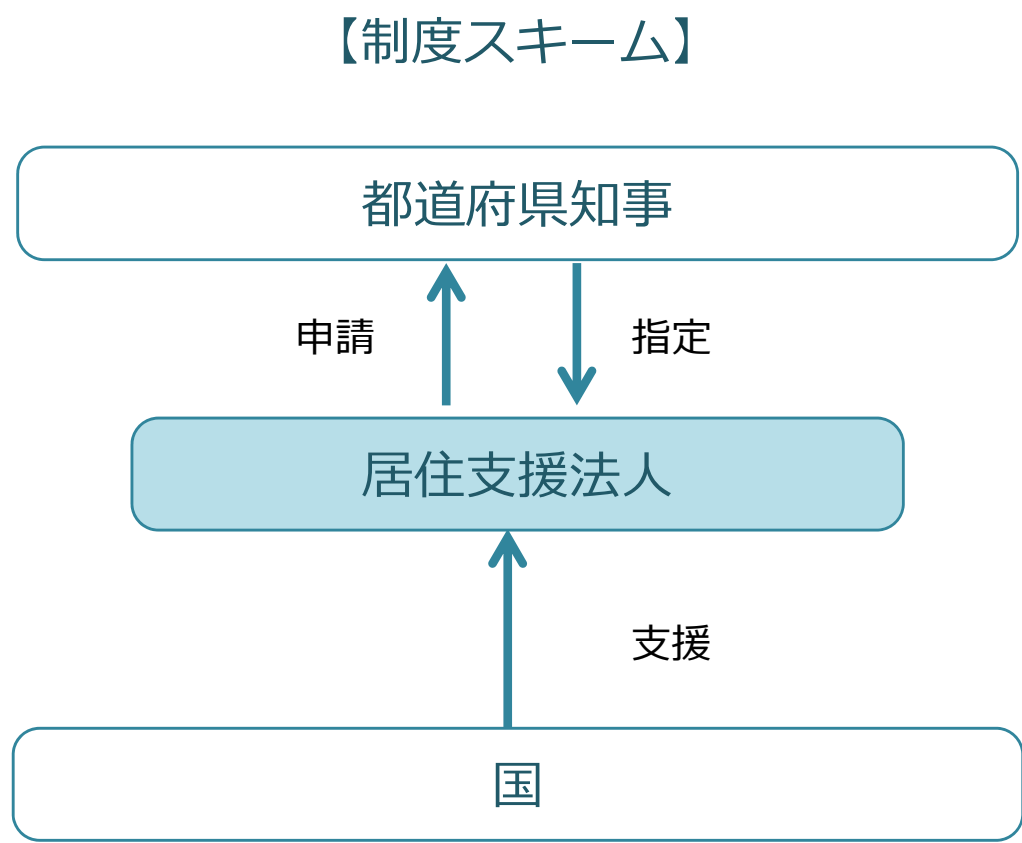 【制度スキーム】
都道府県知事
申請
指定
居住支援法人
支援
国